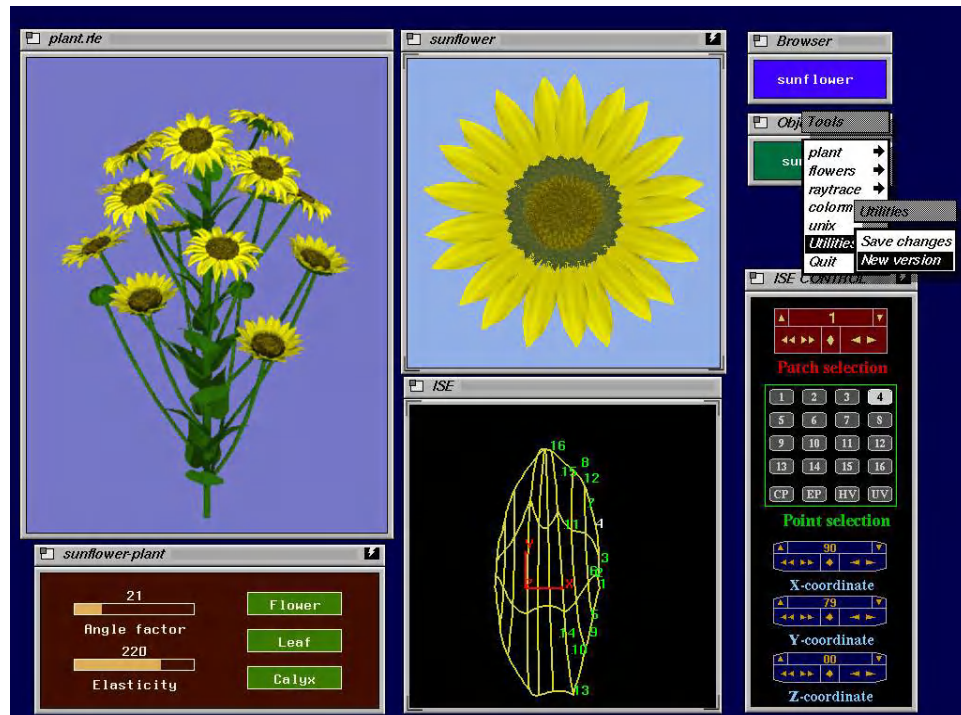 plant.rle
sunflower
Browser
sunflower
Obje
Tools
su
plant
flowers
raytrace
colorm
unix
Utilities
Quit
Utilities
Save changes
New version
ISE CONTROL
1
Patch selection
1 2 3 4
5 6 7 8
9 10 11 12
13 14 15 16
CP EP HV UV
Point selection
90
X-coordinate
79
Y-coordinate
00
Z-coordinate
ISE
16
8
15
12
7
4
11
y
3
6
2
z
x
1
5
14
9
10
13
sunflower-plant
21
Angle factor
220
Elasticity
Flower
Leaf
Calyx